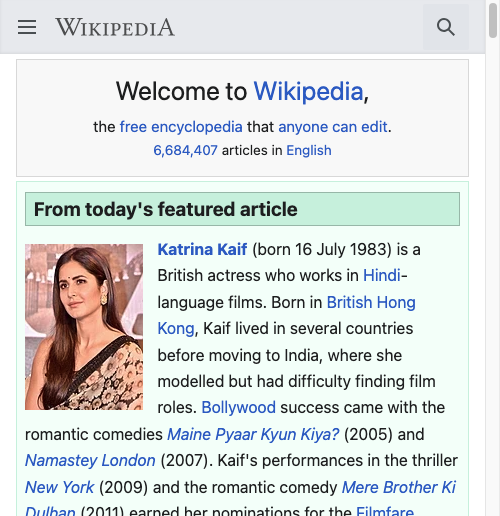 WIKIPEDIA
Welcome to Wikipedia,
the free encyclopedia that anyone can edit.
6,684,407 articles in English
From today's featured article
Katrina Kaif (born 16 July 1983) is a
British actress who works in Hindi-
language films. Born in British Hong
Kong, Kaif lived in several countries
before moving to India, where she
modelled but had difficulty finding film
roles. Bollywood success came with the
romantic comedies Maine Pyaar Kyun Kiya? (2005) and
Namastey London (2007). Kaif's performances in the thriller
New York (2009) and the romantic comedy Mere Brother Ki
Dulhan (2011) earned her nominations for the Filmfare